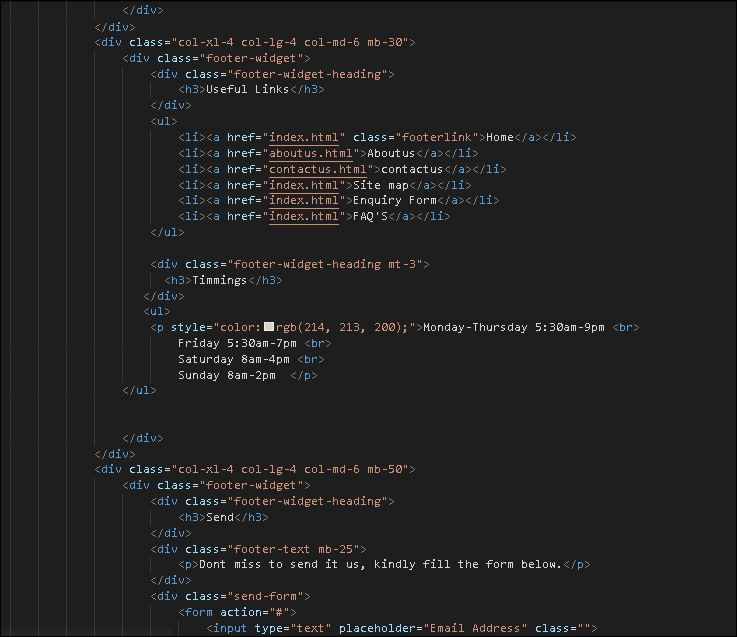 </div>
</div>
<div class="col-xl-4 col-lg-4 col-md-6 mb-30">
<div class="footer-widget">
<div class="footer-widget-heading">
<h3>Useful Links</h3>
</div>
<ul>
<li><a href="index.html" class="footerlink">Home</a></li>
<li><a href="aboutus.html">Aboutus</a></li>
<li><a href="contactus.html">contactus</a></li>
<li><a href="index.html">Site map</a></li>
<li><a href="index.html">Enquiry Form</a></li>
<li><a href="index.html">FAQ'S</a></li>
</ul>
<div class="footer-widget-heading mt-3">
<h3>Timmings</h3>
</div>
<ul>
<p style="color:rgb(214, 213, 200);">Monday-Thursday 5:30am-9pm <br>
Friday 5:30am-7pm <br>
Saturday 8am-4pm <br>
Sunday 8am-2pm </p>
</ul>
</div>
</div>
<div class="col-xl-4 col-lg-4 col-md-6 mb-50">
<div class="footer-widget">
<div class="footer-widget-heading">
<h3>Send</h3>
</div>
<div class="footer-text mb-25">
<p>Dont miss to send it us, kindly fill the form below.</p>
</div>
<div class="send-form">
<form action="#">
<input type="text" placeholder="Email Address" class="">